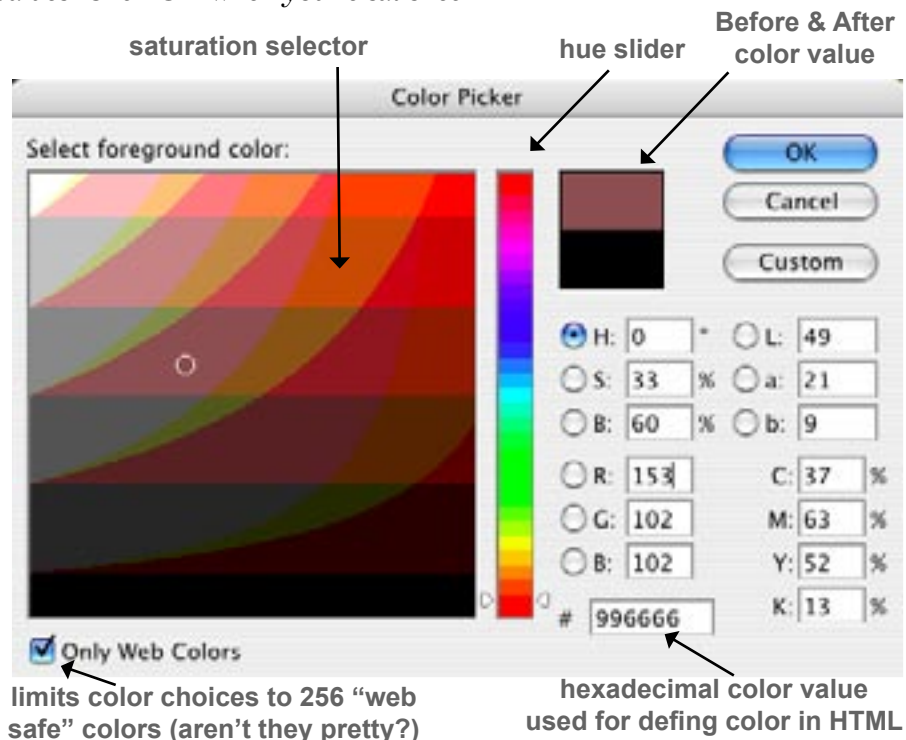 saturation selector
hue slider
Before & After
color value
Color Picker
Select foreground color:
OK
Cancel
Custom
H: 0 °
L: 49
S: 33 %
a: 21
B: 60 %
b: 9
R: 153
C: 37 %
G: 102
M: 63 %
B: 102
Y: 52 %
# 996666
K: 13 %
Only Web Colors
limits color choices to 256 “web
safe” colors (aren’t they pretty?)
hexadecimal color value
used for defing color in HTML